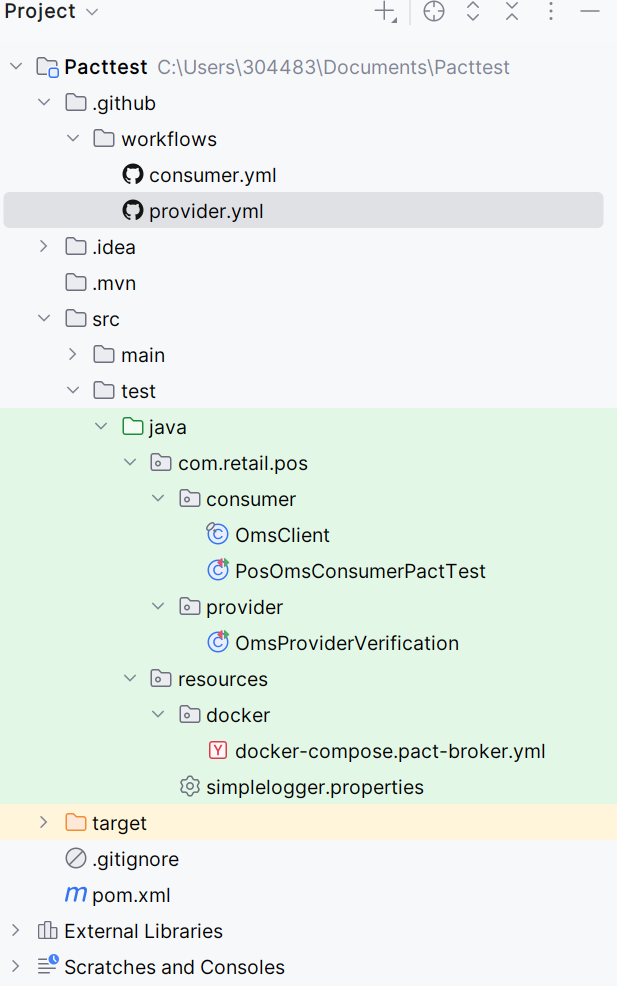 Project
Pacttest C:\Users\304483\Documents\Pacttest
.github
workflows
consumer.yml
provider.yml
.idea
.mvn
src
main
test
java
com.retail.pos
consumer
OmsClient
PosOmsConsumerPactTest
provider
OmsProviderVerification
resources
docker
docker-compose.pact-broker.yml
simplelogger.properties
target
.gitignore
pom.xml
External Libraries
Scratches and Consoles